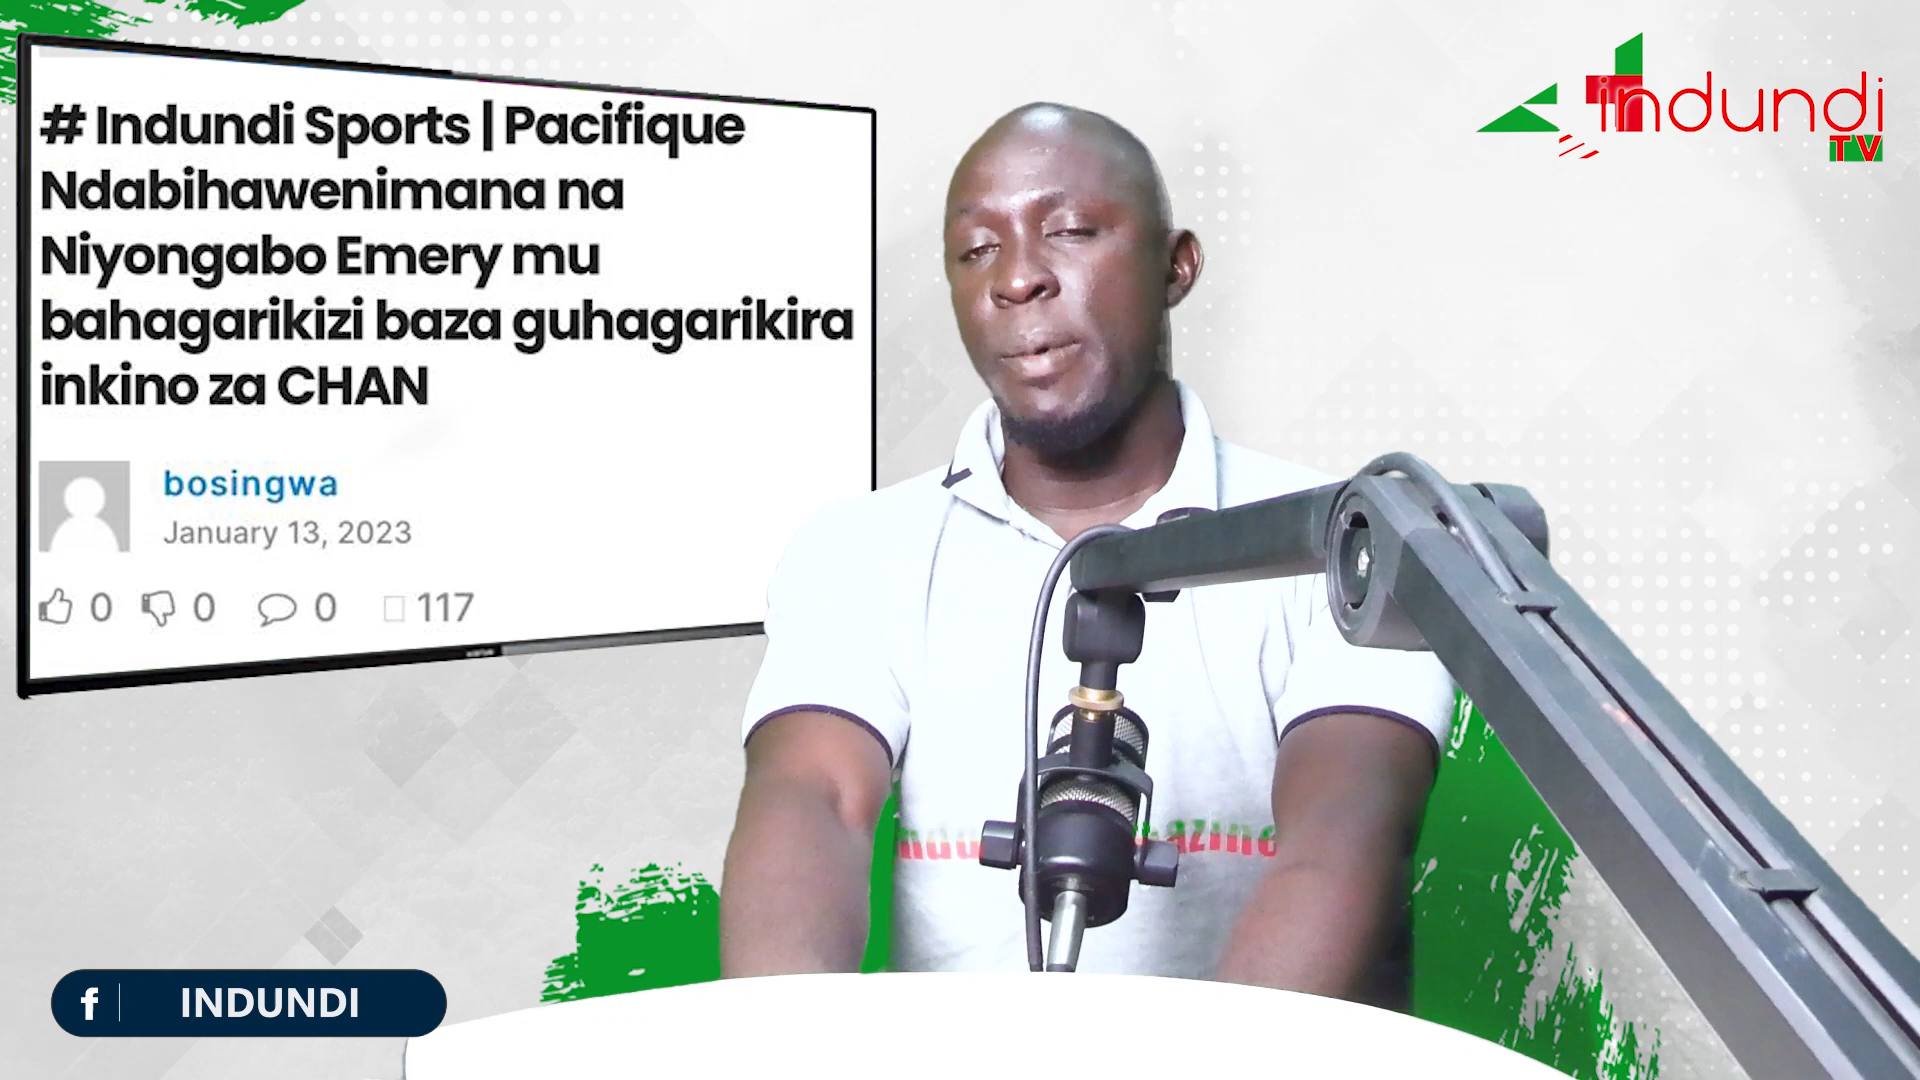 # Indundi Sports | Pacifique
Ndabihawenimana na
Niyongabo Emery mu
bahagarikizi baza guhagarikira
inkino za CHAN
bosingwa
January 13, 2023
0 0 0 117
indundi
TV
f INDUNDI